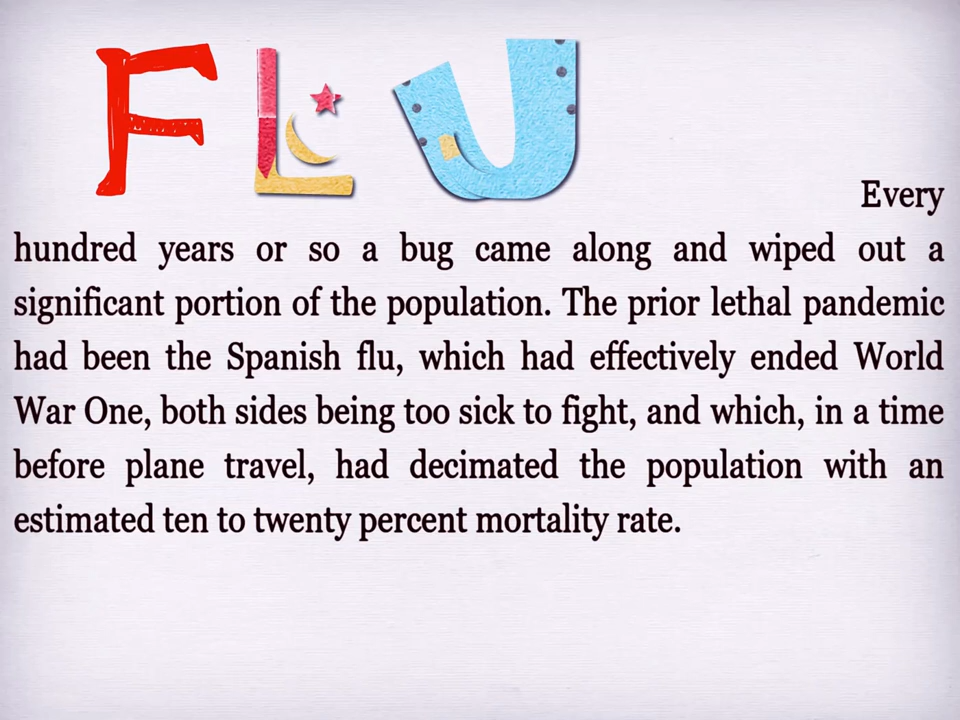 FLU
Every
hundred years or so a bug came along and wiped out a
significant portion of the population. The prior lethal pandemic
had been the Spanish flu, which had effectively ended World
War One, both sides being too sick to fight, and which, in a time
before plane travel, had decimated the population with an
estimated ten to twenty percent mortality rate.